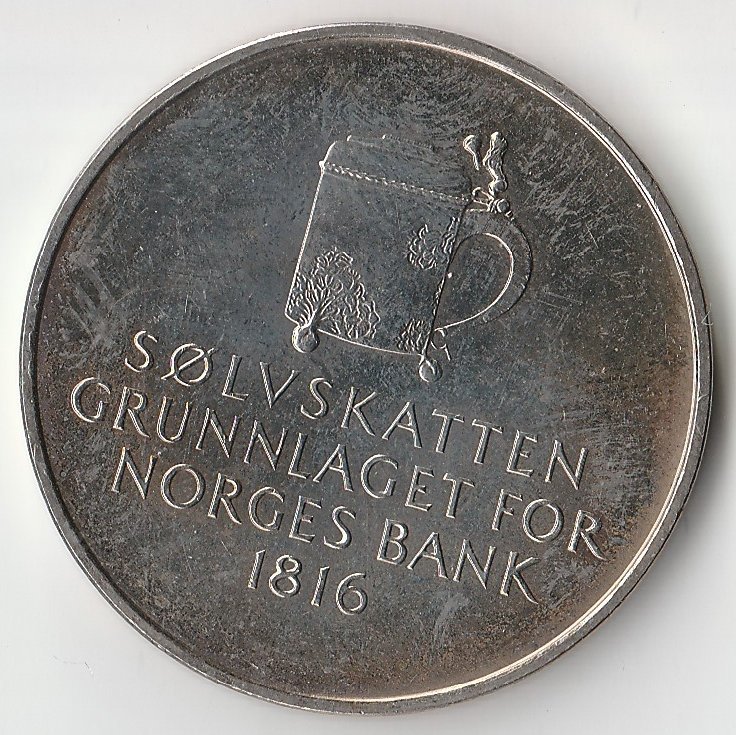 SØLVSKATTEN
GRUNNLAGET FOR
NORGES BANK
1816